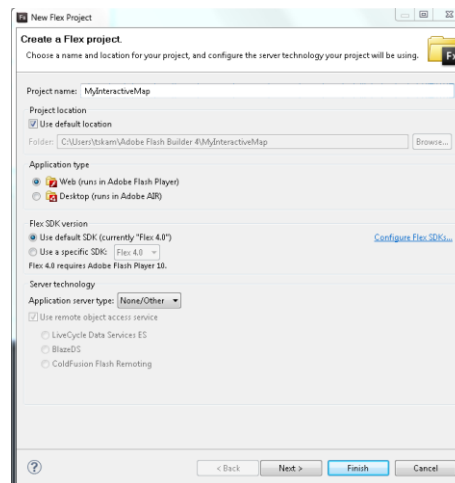 New Flex Project
Create a Flex project.
Choose a name and location for your project, and configure the server technology your project will be using.
Fx
Project name: MyInteractiveMap
Project location
Use default location
Folder: C:\Users\tskam\Adobe Flash Builder 4\MyInteractiveMap Browse...
Application type
Web (runs in Adobe Flash Player)
Desktop (runs in Adobe AIR)
Flex SDK version
Use default SDK (currently "Flex 4.0") Configure Flex SDKs...
Use a specific SDK: Flex 4.0
Flex 4.0 requires Adobe Flash Player 10.
Server technology
Application server type: None/Other
Use remote object access service
LiveCycle Data Services ES
BlazeDS
ColdFusion Flash Remoting
? < Back Next > Finish Cancel